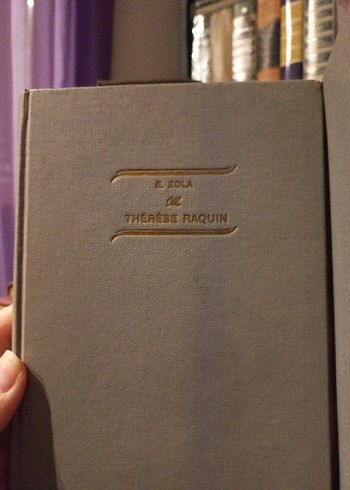 E. ZOLA
THÉRÈSE RAQUIN